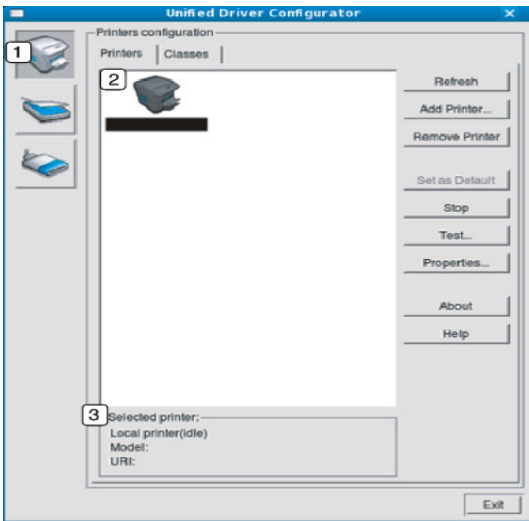 Unified Driver Configurator
Printers configuration
Printers Classes
1
2
Refresh
Add Printer...
Remove Printer
Set as Default
Stop
Test...
Properties...
About
Help
3
Selected printer:
Local printer(idle)
Model:
URI:
Exit